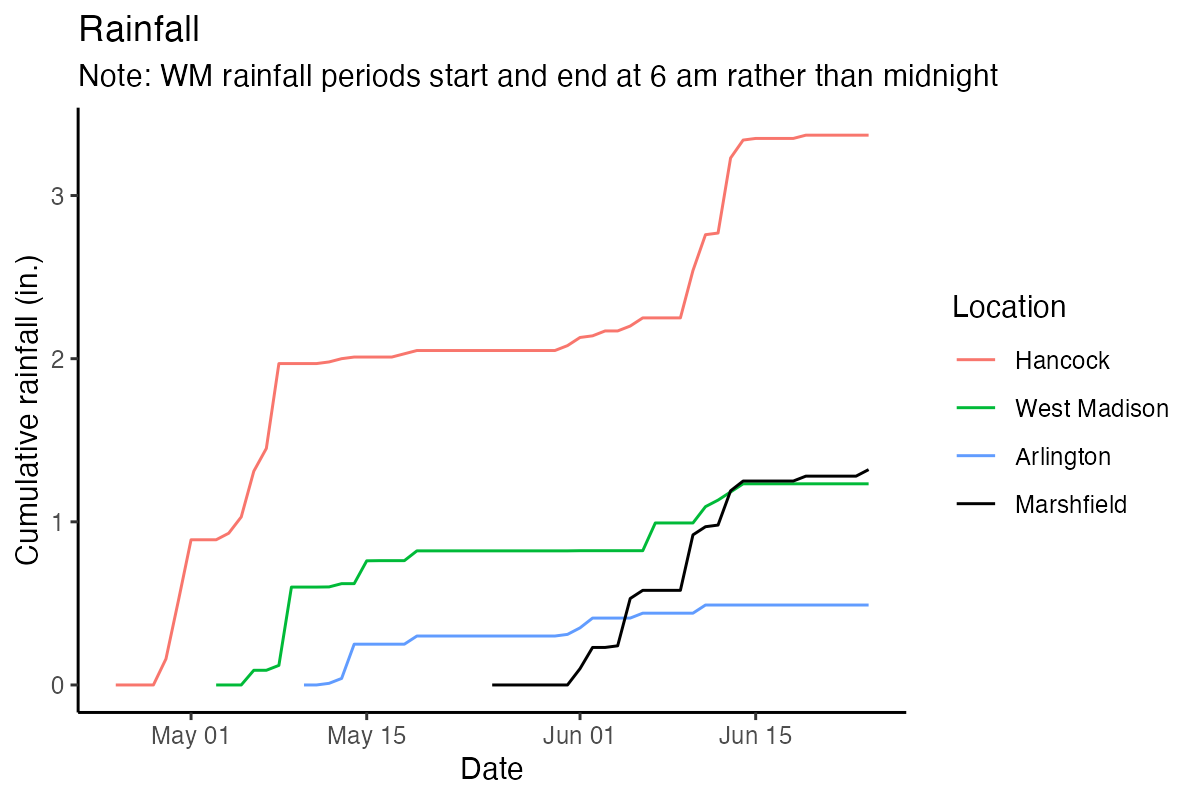 Rainfall
Note: WM rainfall periods start and end at 6 am rather than midnight
Cumulative rainfall (in.)
3
2
1
0
May 01
May 15
Jun 01
Jun 15
Date
Location
Hancock
West Madison
Arlington
Marshfield